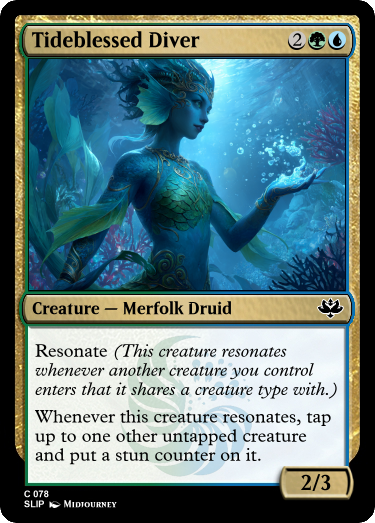 Tideblessed Diver 2
Creature — Merfolk Druid
Resonate (This creature resonates
whenever another creature you control
enters that it shares a creature type with.)
Whenever this creature resonates, tap
up to one other untapped creature
and put a stun counter on it.
2/3
C 078
SLIP Midjourney